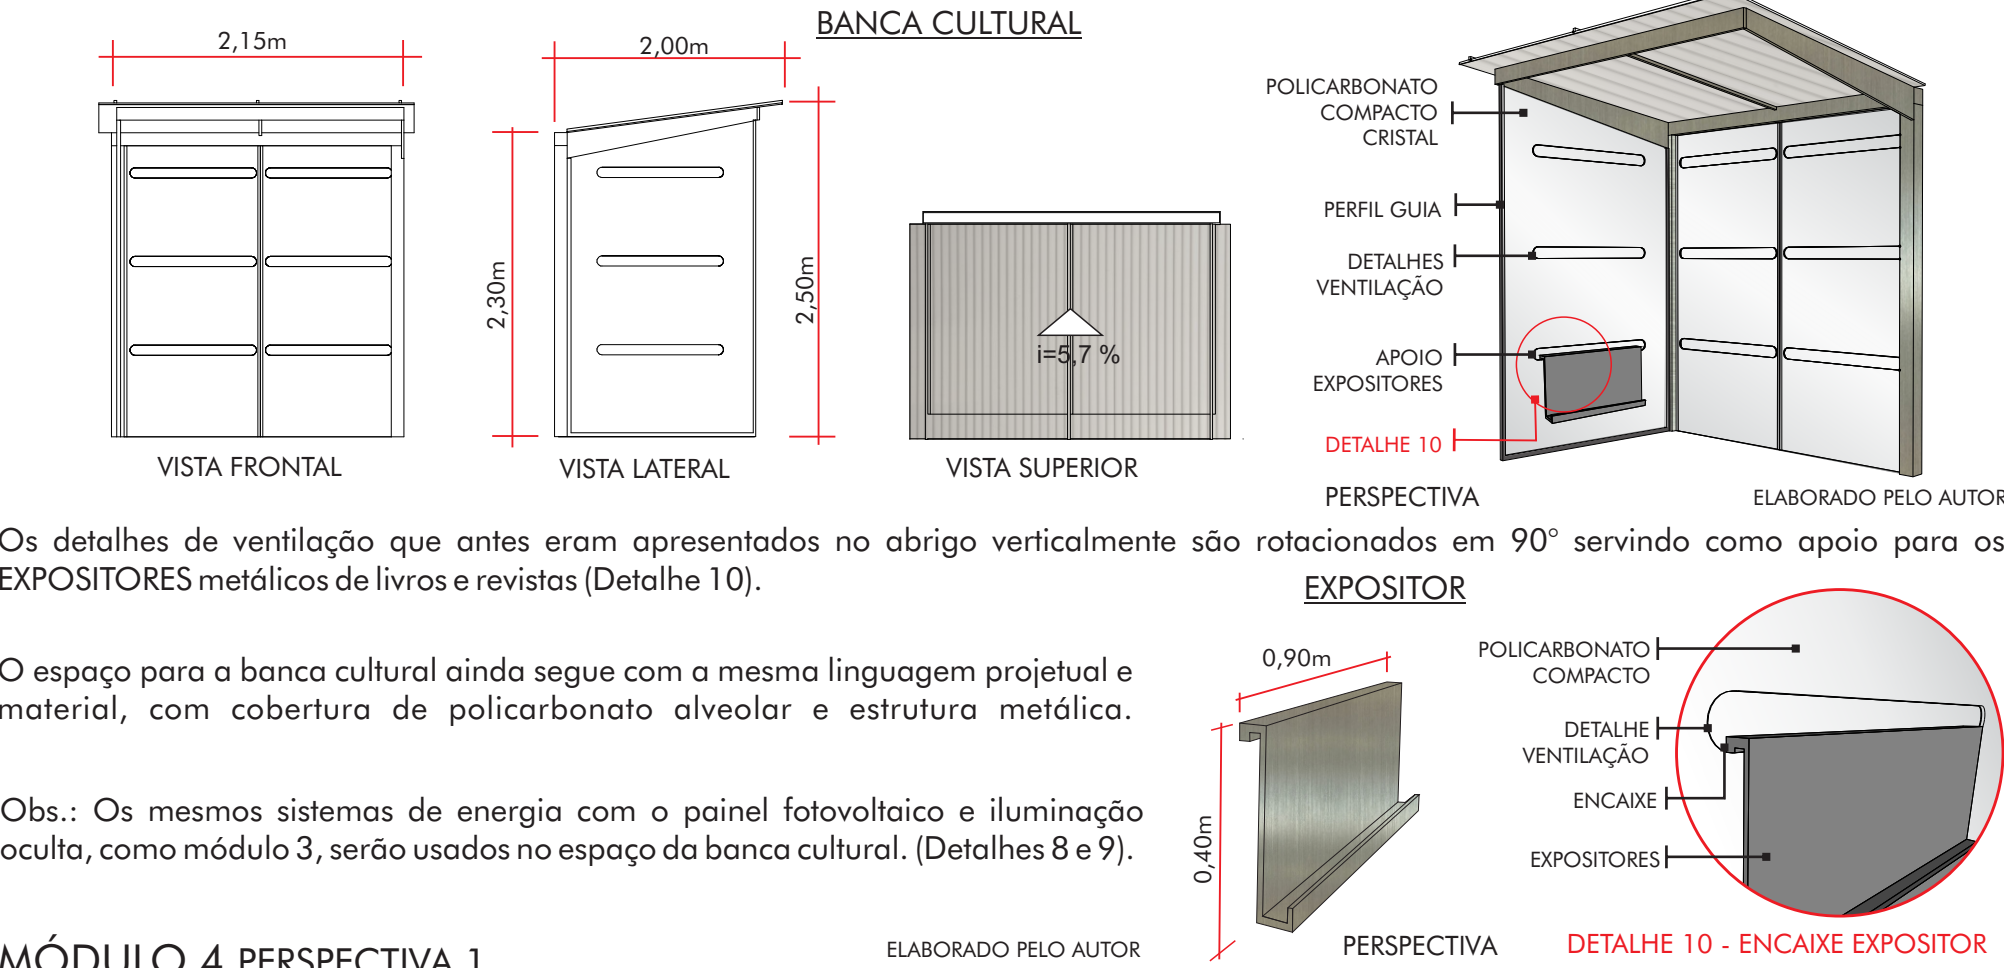 BANCA CULTURAL
2,15m
2,00m
2,30m
2,50m
i=5,7 %
VISTA FRONTAL
VISTA LATERAL
VISTA SUPERIOR
POLICARBONATO
COMPACTO
CRISTAL
PERFIL GUIA
DETALHES
VENTILAÇÃO
APOIO
EXPOSITORES
DETALHE 10
PERSPECTIVA
ELABORADO PELO AUTOR
Os detalhes de ventilação que antes eram apresentados no abrigo verticalmente são rotacionados em 90° servindo como apoio para os
EXPOSITORES metálicos de livros e revistas (Detalhe 10).
O espaço para a banca cultural ainda segue com a mesma linguagem projetual e
material, com cobertura de policarbonato alveolar e estrutura metálica.
Obs.: Os mesmos sistemas de energia com o painel fotovoltaico e iluminação
oculta, como módulo 3, serão usados no espaço da banca cultural. (Detalhes 8 e 9).
EXPOSITOR
0,90m
0,40m
POLICARBONATO
COMPACTO
DETALHE
VENTILAÇÃO
ENCAIXE
EXPOSITORES
PERSPECTIVA
DETALHE 10 - ENCAIXE EXPOSITOR
ELABORADO PELO AUTOR
MÓDULO 4 PERSPECTIVA 1